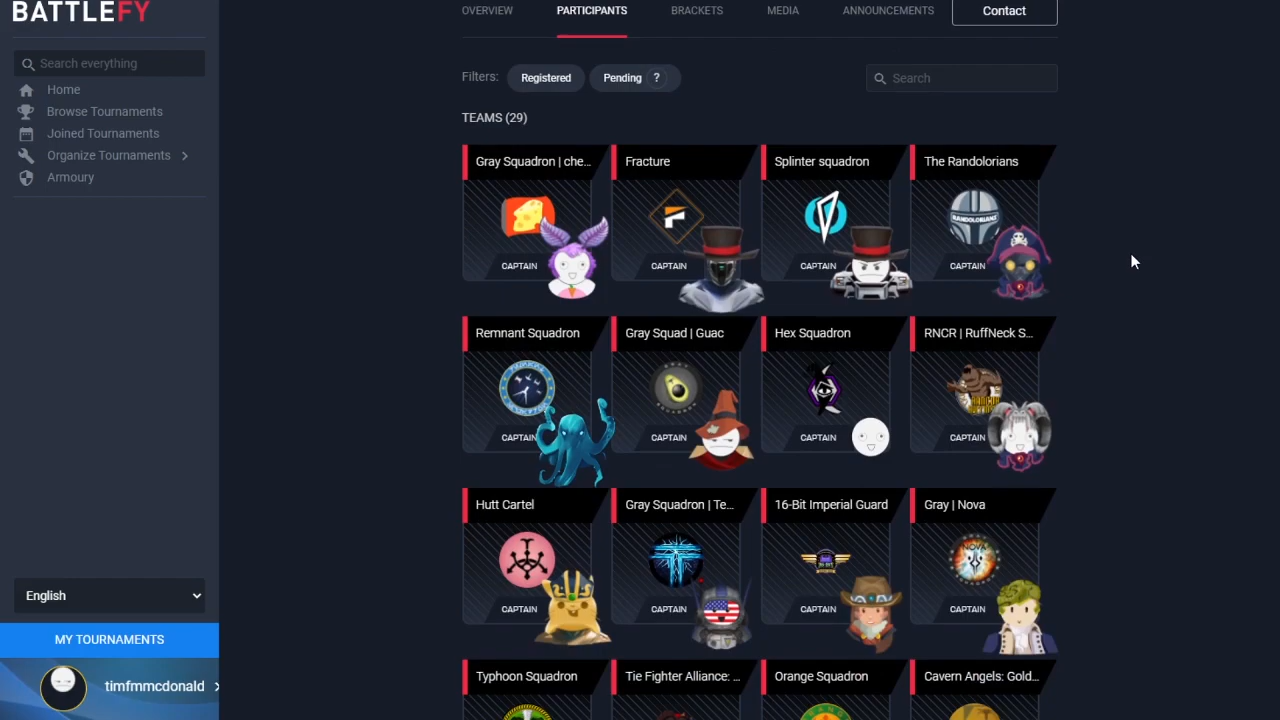 BATTLEFY
Search everything
Home
Browse Tournaments
Joined Tournaments
Organize Tournaments
Armoury
English
MY TOURNAMENTS
timfmmcdonald
OVERVIEW PARTICIPANTS BRACKETS MEDIA ANNOUNCEMENTS Contact
Filters: Registered Pending ? Search
TEAMS (29)
Gray Squadron | che... Fracture Splinter squadron The Randolorians
RANDOLORIANS
CAPTAIN CAPTAIN CAPTAIN CAPTAIN
Remnant Squadron Gray Squad | Guac Hex Squadron RNCR | RuffNeck S...
CAPTAIN CAPTAIN CAPTAIN CAPTAIN
Hutt Cartel Gray Squadron | Te... 16-Bit Imperial Guard Gray | Nova
NOVA
CAPTAIN CAPTAIN CAPTAIN CAPTAIN
Typhoon Squadron Tie Fighter Alliance: ... Orange Squadron Cavern Angels: Gold...